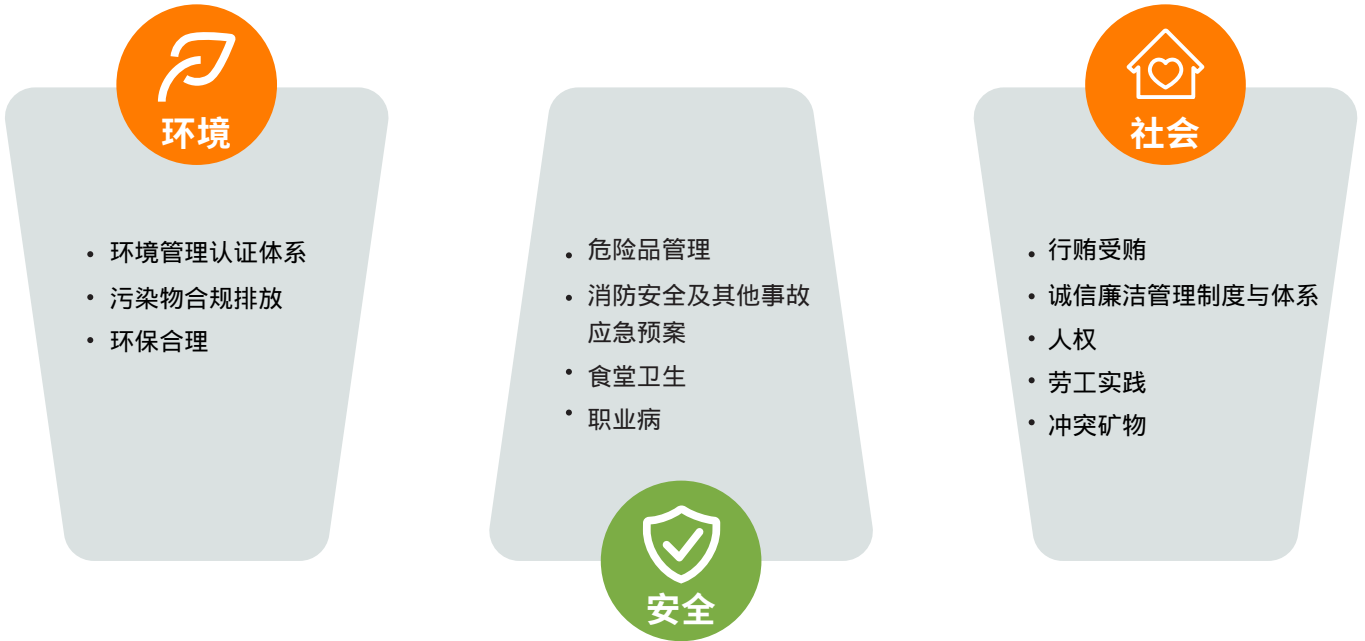 环境
• 环境管理认证体系
• 污染物合规排放
• 环保合理
• 危险品管理
• 消防安全及其他事故
应急预案
• 食堂卫生
• 职业病
安全
社会
• 行贿受贿
• 诚信廉洁管理制度与体系
• 人权
• 劳工实践
• 冲突矿物